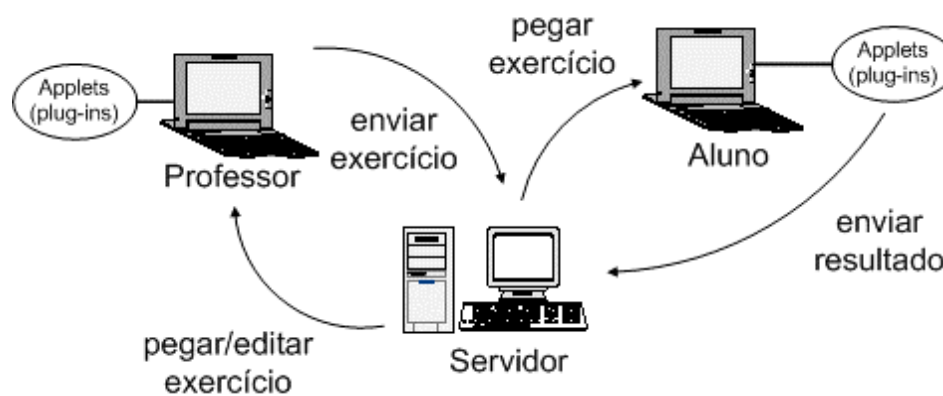 Applets
(plug-ins)
Professor
enviar
exercício
pegar
exercício
Aluno
Applets
(plug-ins)
enviar
resultado
Servidor
pegar/editar
exercício